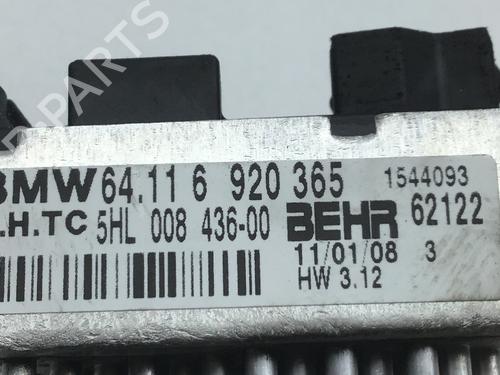 BMW 64.11 6 920 365 1544093
.H.TC 5HL 008 436-00 BEHR 62122
11/01/08 3
HW 3.12
B-PARTS